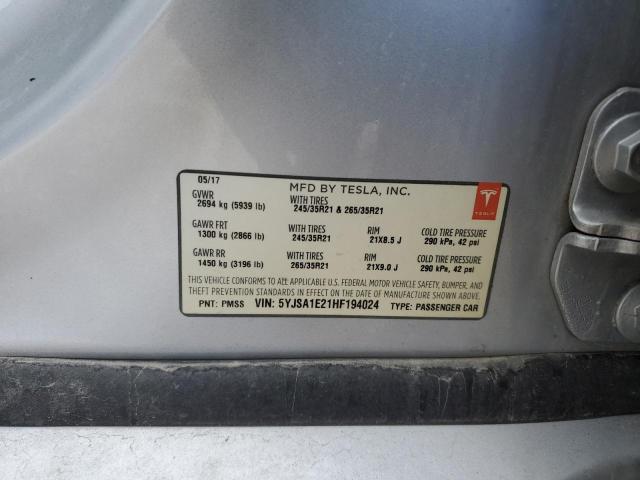 05/17
MFD BY TESLA, INC.
GVWR
2694 kg (5939 lb)
WITH TIRES
245/35R21 & 265/35R21
TESLA
GAWR FRT
1300 kg (2866 lb)
WITH TIRES
245/35R21
RIM
21X8.5 J
COLD TIRE PRESSURE
290 kPa, 42 psi
GAWR RR
1450 kg (3196 lb)
WITH TIRES
265/35R21
RIM
21X9.0 J
COLD TIRE PRESSURE
290 kPa, 42 psi
THIS VEHICLE CONFORMS TO ALL APPLICABLE U.S. FEDERAL MOTOR VEHICLE SAFETY, BUMPER, AND
THEFT PREVENTION STANDARDS IN EFFECT ON THE DATE OF MANUFACTURE SHOWN ABOVE.
PNT: PMSS VIN: 5YJSA1E21HF194024 TYPE: PASSENGER CAR